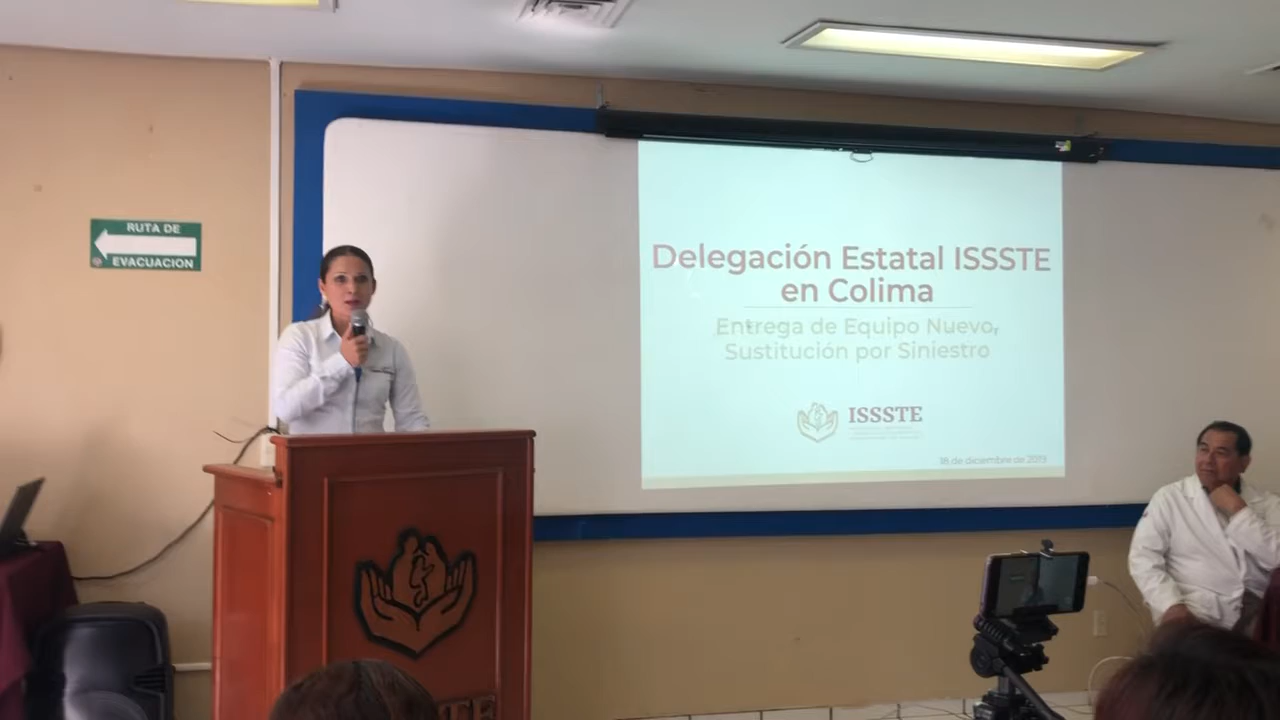 RUTA DE
EVACUACION
Delegación Estatal ISSSTE
en Colima
Entrega de Equipo Nuevo,
Sustitución por Siniestro
ISSSTE
18 de diciembre de 2019